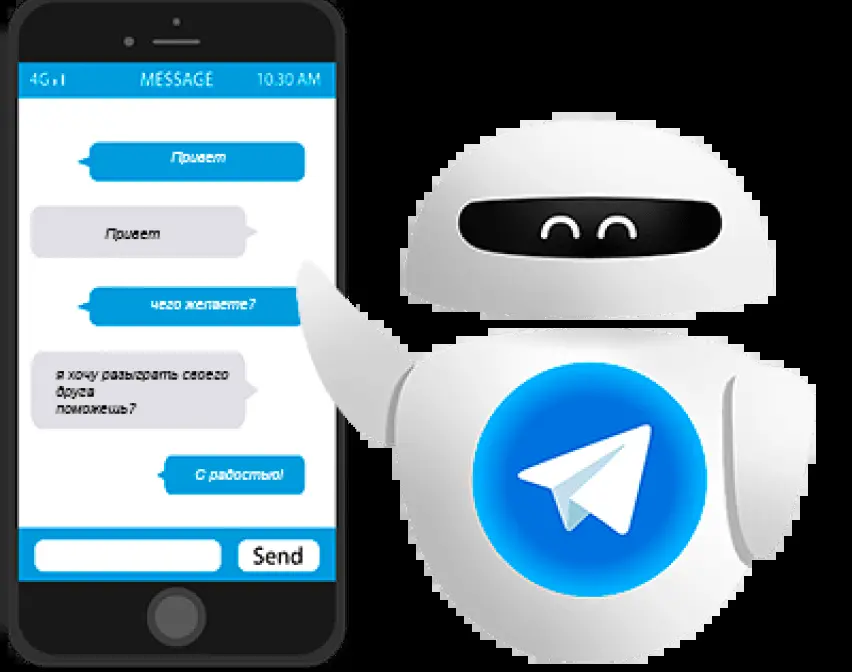 4G MESSAGE 10.30 AM
Привет
Привет
чего желаете?
я хочу разыграть своего
друга
поможешь?
С радостью!
Send